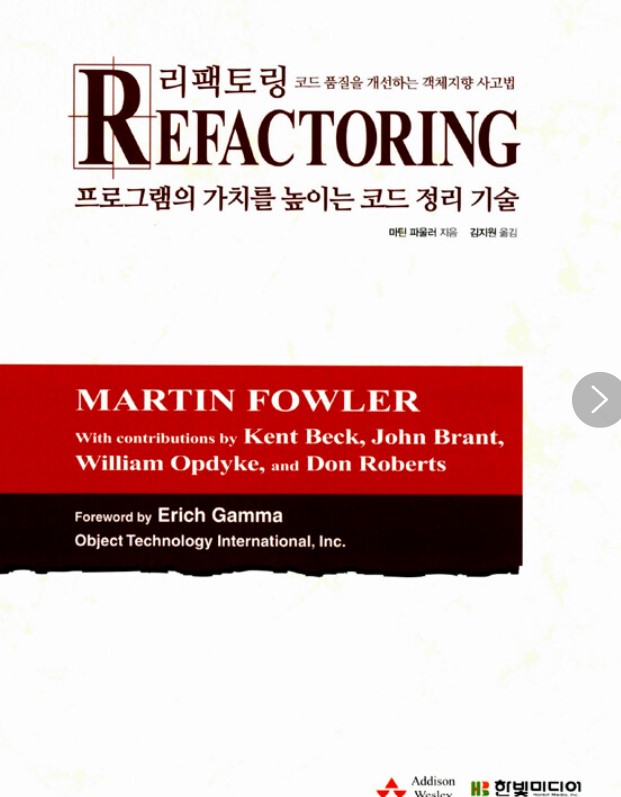 리팩토링 코드 품질을 개선하는 객체지향 사고법
REFACTORING
프로그램의 가치를 높이는 코드 정리 기술
마틴 파울러 지음 김지원 옮김
MARTIN FOWLER
With contributions by Kent Beck, John Brant,
William Opdyke, and Don Roberts
Foreword by Erich Gamma
Object Technology International, Inc.
Addison
Wesley
한빛미디어